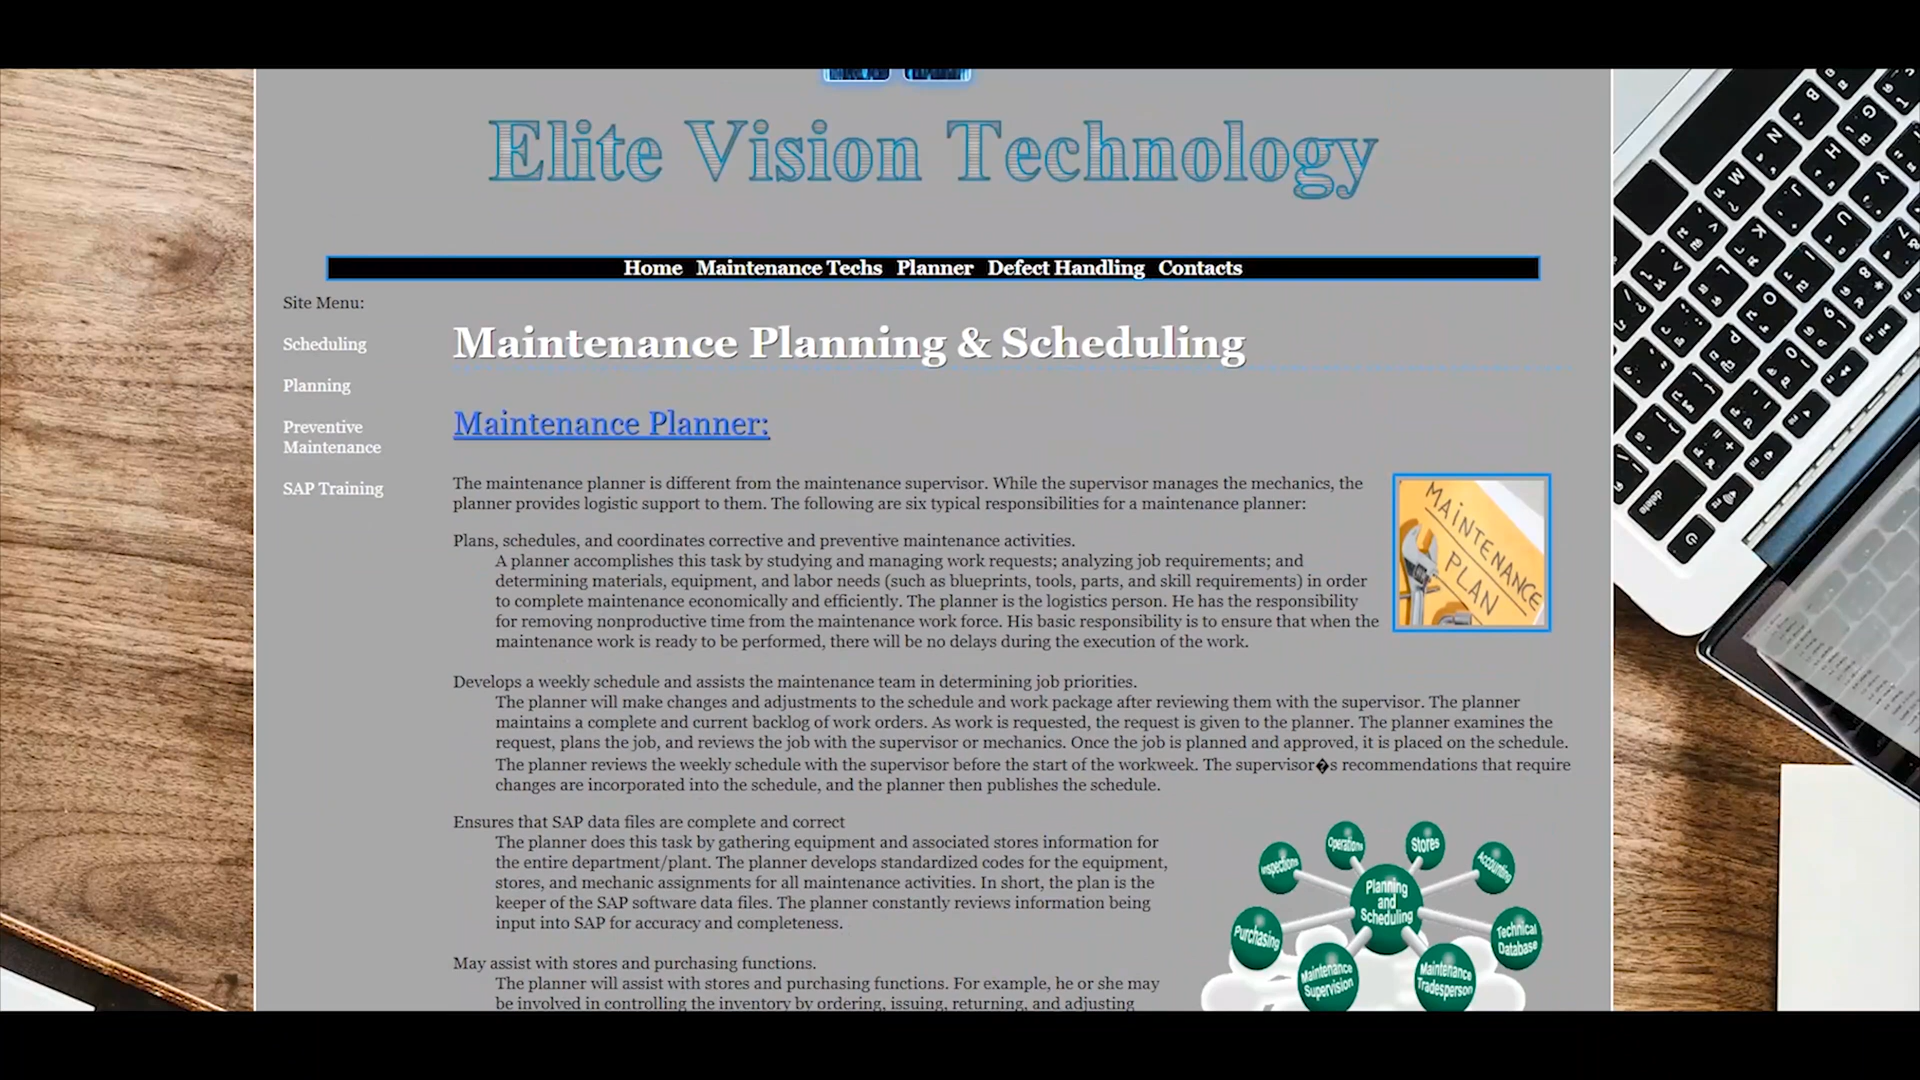 Elite Vision Technology
Home Maintenance Techs Planner Defect Handling Contacts
Site Menu:
Scheduling
Planning
Preventive
Maintenance
SAP Training
Maintenance Planning & Scheduling
Maintenance Planner:
The maintenance planner is different from the maintenance supervisor. While the supervisor manages the mechanics, the
planner provides logistic support to them. The following are six typical responsibilities for a maintenance planner:
MAINTENANCE
PLAN
Plans, schedules, and coordinates corrective and preventive maintenance activities.
A planner accomplishes this task by studying and managing work requests; analyzing job requirements; and
determining materials, equipment, and labor needs (such as blueprints, tools, parts, and skill requirements) in order
to complete maintenance economically and efficiently. The planner is the logistics person. He has the responsibility
for removing nonproductive time from the maintenance work force. His basic responsibility is to ensure that when the
maintenance work is ready to be performed, there will be no delays during the execution of the work.
Develops a weekly schedule and assists the maintenance team in determining job priorities.
The planner will make changes and adjustments to the schedule and work package after reviewing them with the supervisor. The planner
maintains a complete and current backlog of work orders. As work is requested, the request is given to the planner. The planner examines the
request, plans the job, and reviews the job with the supervisor or mechanics. Once the job is planned and approved, it is placed on the schedule.
The planner reviews the weekly schedule with the supervisor before the start of the workweek. The supervisor�s recommendations that require
changes are incorporated into the schedule, and the planner then publishes the schedule.
Ensures that SAP data files are complete and correct
The planner does this task by gathering equipment and associated stores information for
the entire department/plant. The planner develops standardized codes for the equipment,
stores, and mechanic assignments for all maintenance activities. In short, the plan is the
keeper of the SAP software data files. The planner constantly reviews information being
input into SAP for accuracy and completeness.
May assist with stores and purchasing functions.
The planner will assist with stores and purchasing functions. For example, he or she may
be involved in controlling the inventory by ordering, issuing, returning, and adjusting
Inspections
Operations
Stores
Accounting
Planning
and
Scheduling
Purchasing
Technical
Database
Maintenance
Supervision
Maintenance
Tradesperson